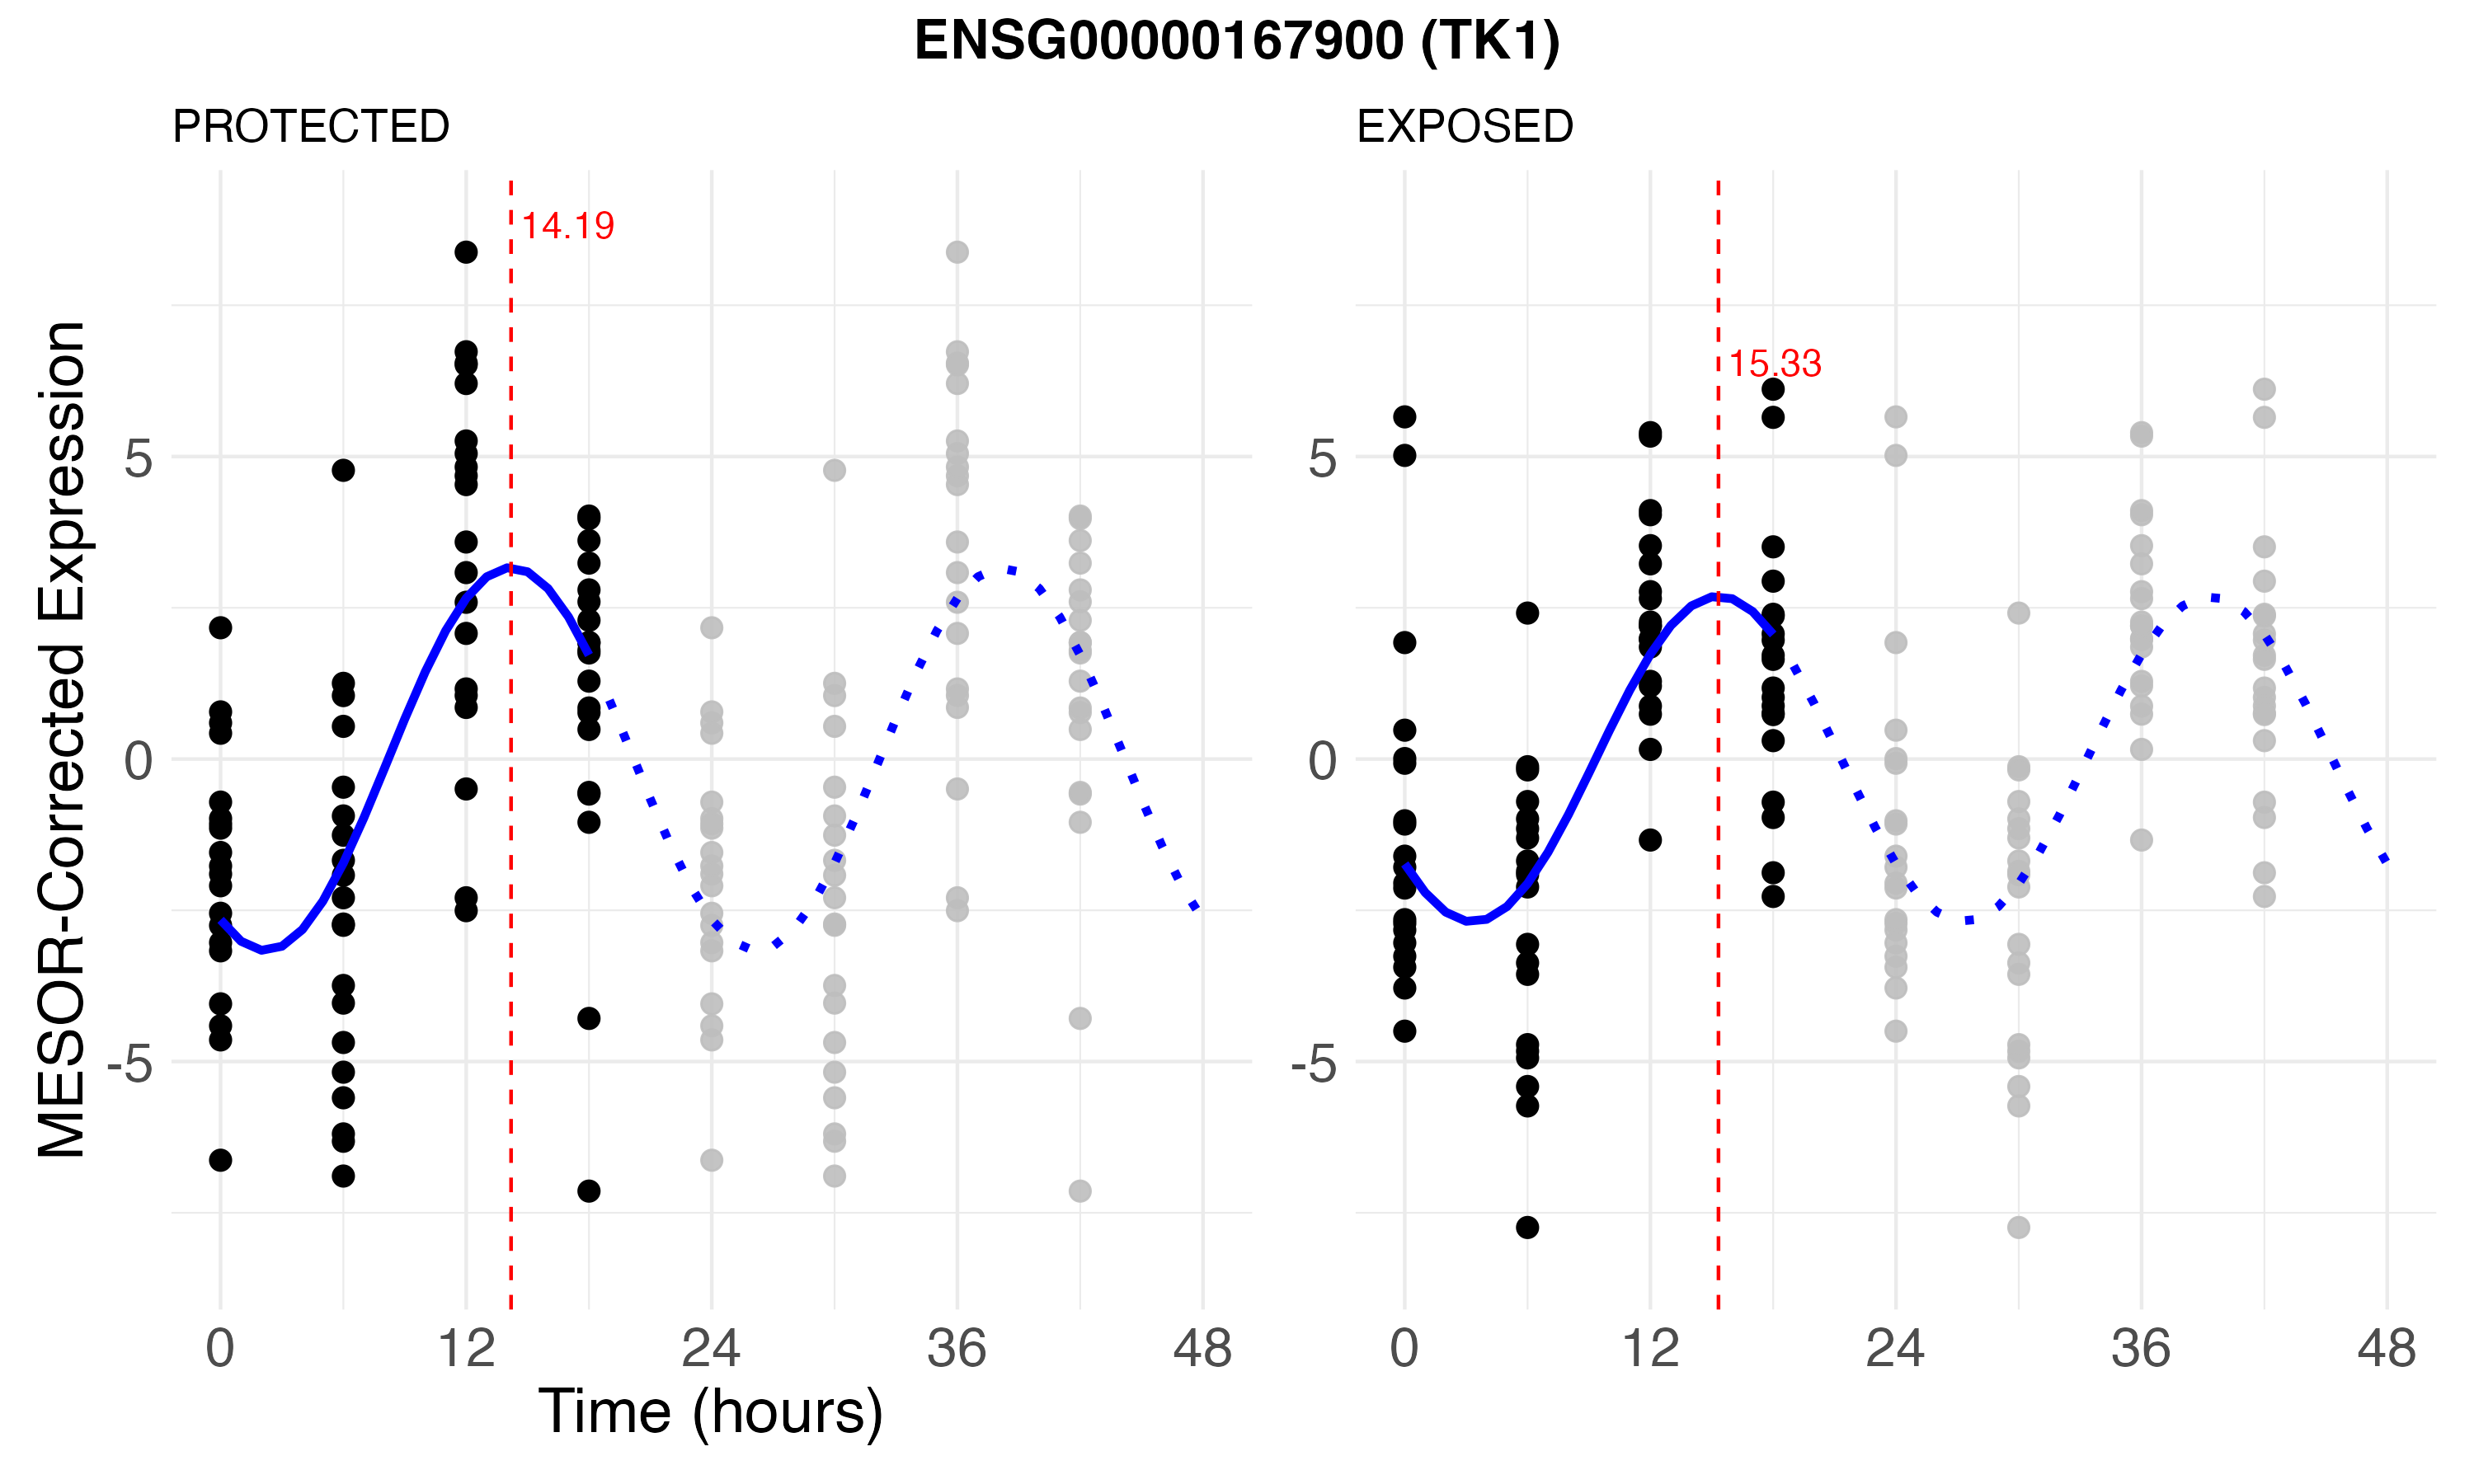 ENSG00000167900 (TK1)
PROTECTED
EXPOSED
14.19
15.33
MESOR-Corrected Expression
5
0
-5
5
0
-5
0 12 24 36 48
0 12 24 36 48
Time (hours)